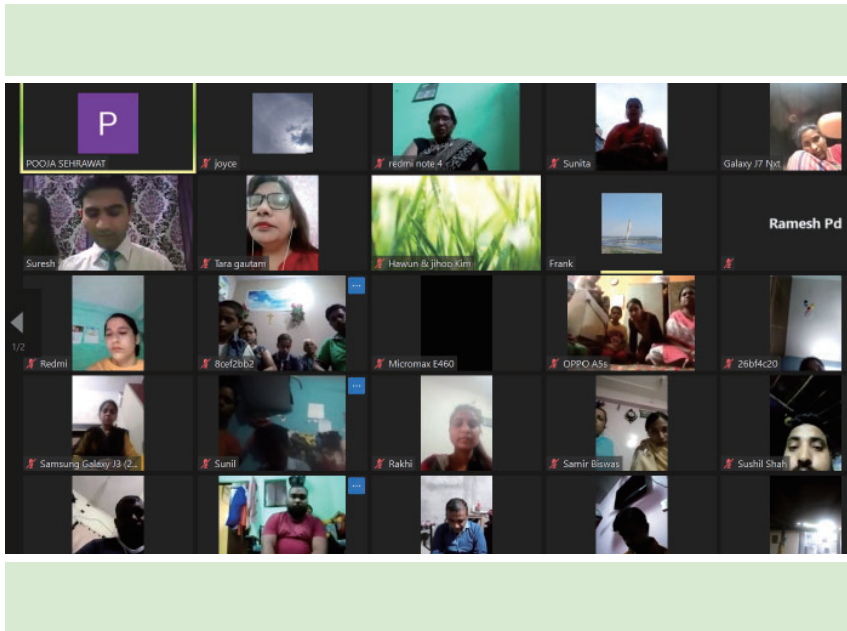 P
POOJA SEHRAWAT
joyce
redmi note 4
Sunita
Galaxy J7 Nxt
Suresh
Tara gautam
Hawun & jihoo Kim
Frank
Ramesh Pd
1/2
Redmi
8cef2bb2
Micromax E460
OPPO A5s
26bf4c20
Samsung Galaxy J3 (2...
Sunil
Rakhi
Samir Biswas
Sushil Shah